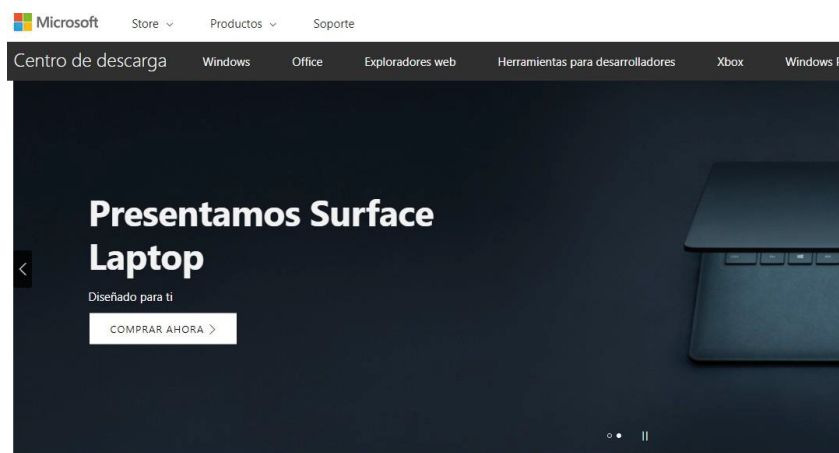 Microsoft Store Productos Soporte
Centro de descarga Windows Office Exploradores web Herramientas para desarrolladores Xbox Windows
Presentamos Surface
Laptop
Diseñado para ti
COMPRAR AHORA